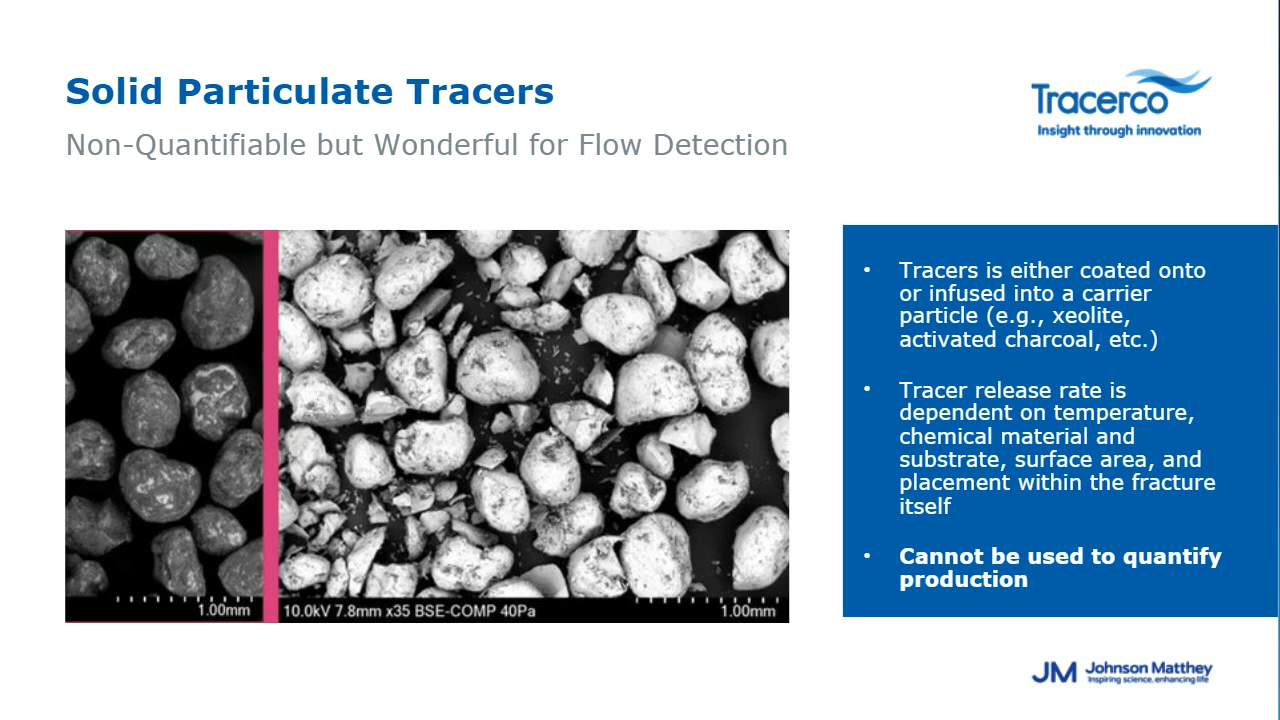 Solid Particulate Tracers
Non-Quantifiable but Wonderful for Flow Detection
Tracerco
Insight through innovation
1.00mm
10.0kV 7.8mm x35 BSE-COMP 40Pa
1.00mm
• Tracers is either coated onto
or infused into a carrier
particle (e.g., xeolite,
activated charcoal, etc.)
• Tracer release rate is
dependent on temperature,
chemical material and
substrate, surface area, and
placement within the fracture
itself
• Cannot be used to quantify
production
JM Johnson Matthey
Inspiring science, enhancing life